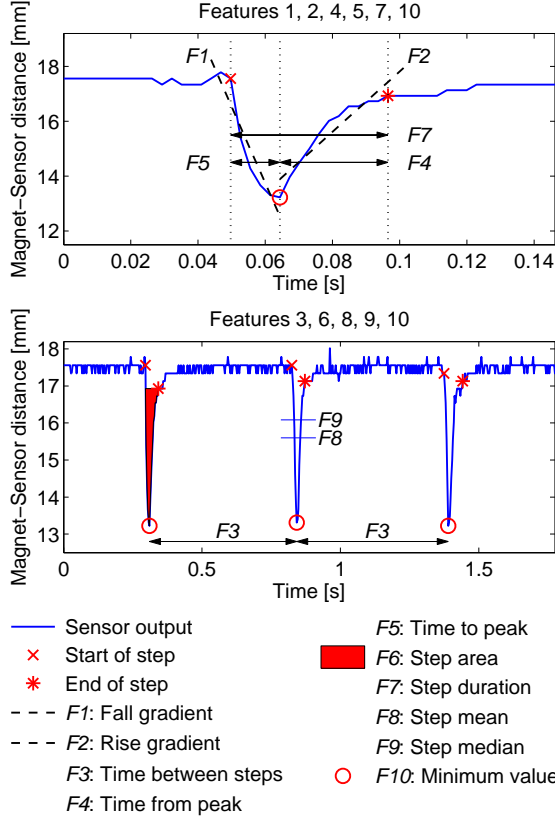 Features 1, 2, 4, 5, 7, 10
Magnet−Sensor distance [mm]
18
16
14
12
F1
F2
F7
F5
F4
0
0.02
0.04
0.06
0.08
0.1
0.12
0.14
Time [s]
Features 3, 6, 8, 9, 10
Magnet−Sensor distance [mm]
18
17
16
15
14
13
F9
F8
F3
F3
0
0.5
1
1.5
Time [s]
Sensor output
Start of step
End of step
F1: Fall gradient
F2: Rise gradient
F3: Time between steps
F4: Time from peak
F5: Time to peak
F6: Step area
F7: Step duration
F8: Step mean
F9: Step median
F10: Minimum value